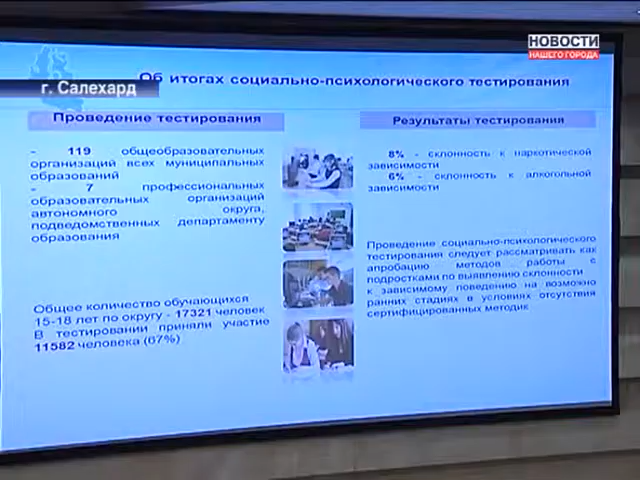 НОВОСТИ
НАШЕГО ГОРОДА
г. Салехард
Об итогах социально-психологического тестирования
Проведение тестирования
- 119 общеобразовательных
организаций всех муниципальных
образований
- 7 профессиональных
образовательных организаций
автономного округа,
подведомственных департаменту
образования
Общее количество обучающихся
15-18 лет по округу - 17321 человек
В тестировании приняли участие
11582 человека (67%)
Результаты тестирования
8% - склонность к наркотической
зависимости
6% - склонность к алкогольной
зависимости
Проведение социально-психологического
тестирования следует рассматривать как
апробацию методов работы с
подростками по выявлению склонности
к зависимому поведению на возможно
ранних стадиях в условиях отсутствия
сертифицированных методик